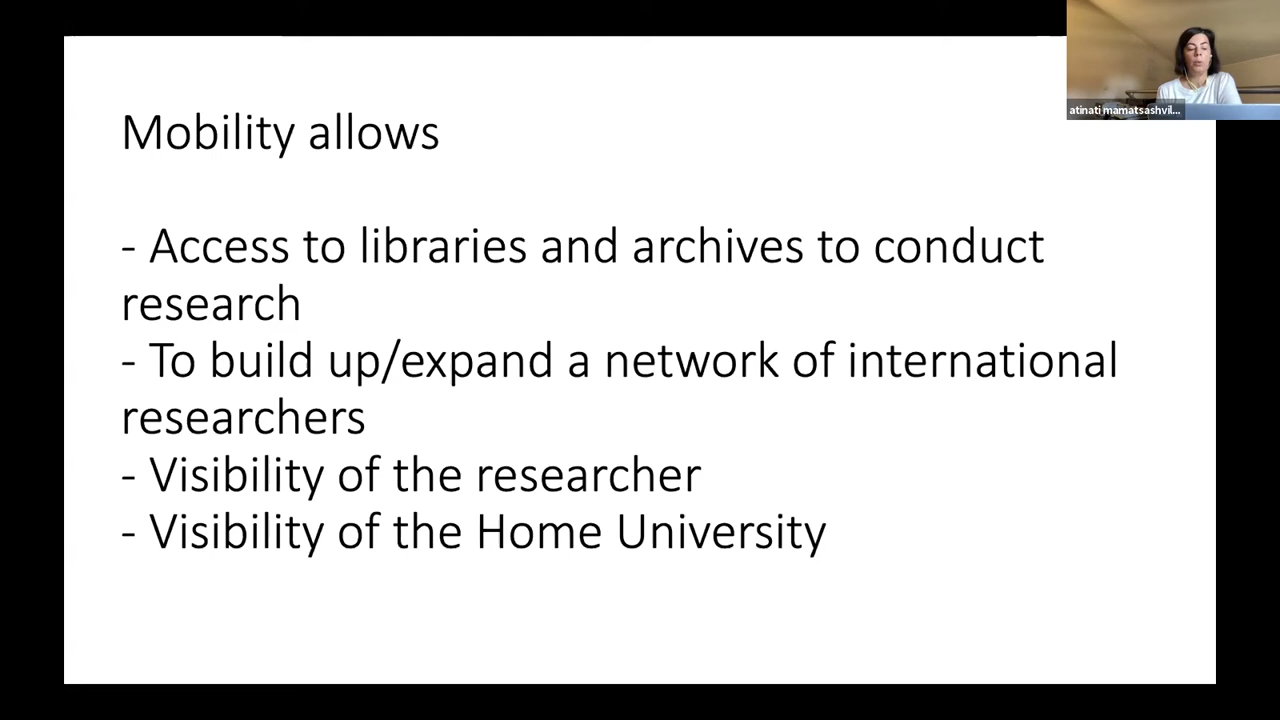 atinati mamatsashvil...
Mobility allows
- Access to libraries and archives to conduct
research
- To build up/expand a network of international
researchers
- Visibility of the researcher
- Visibility of the Home University